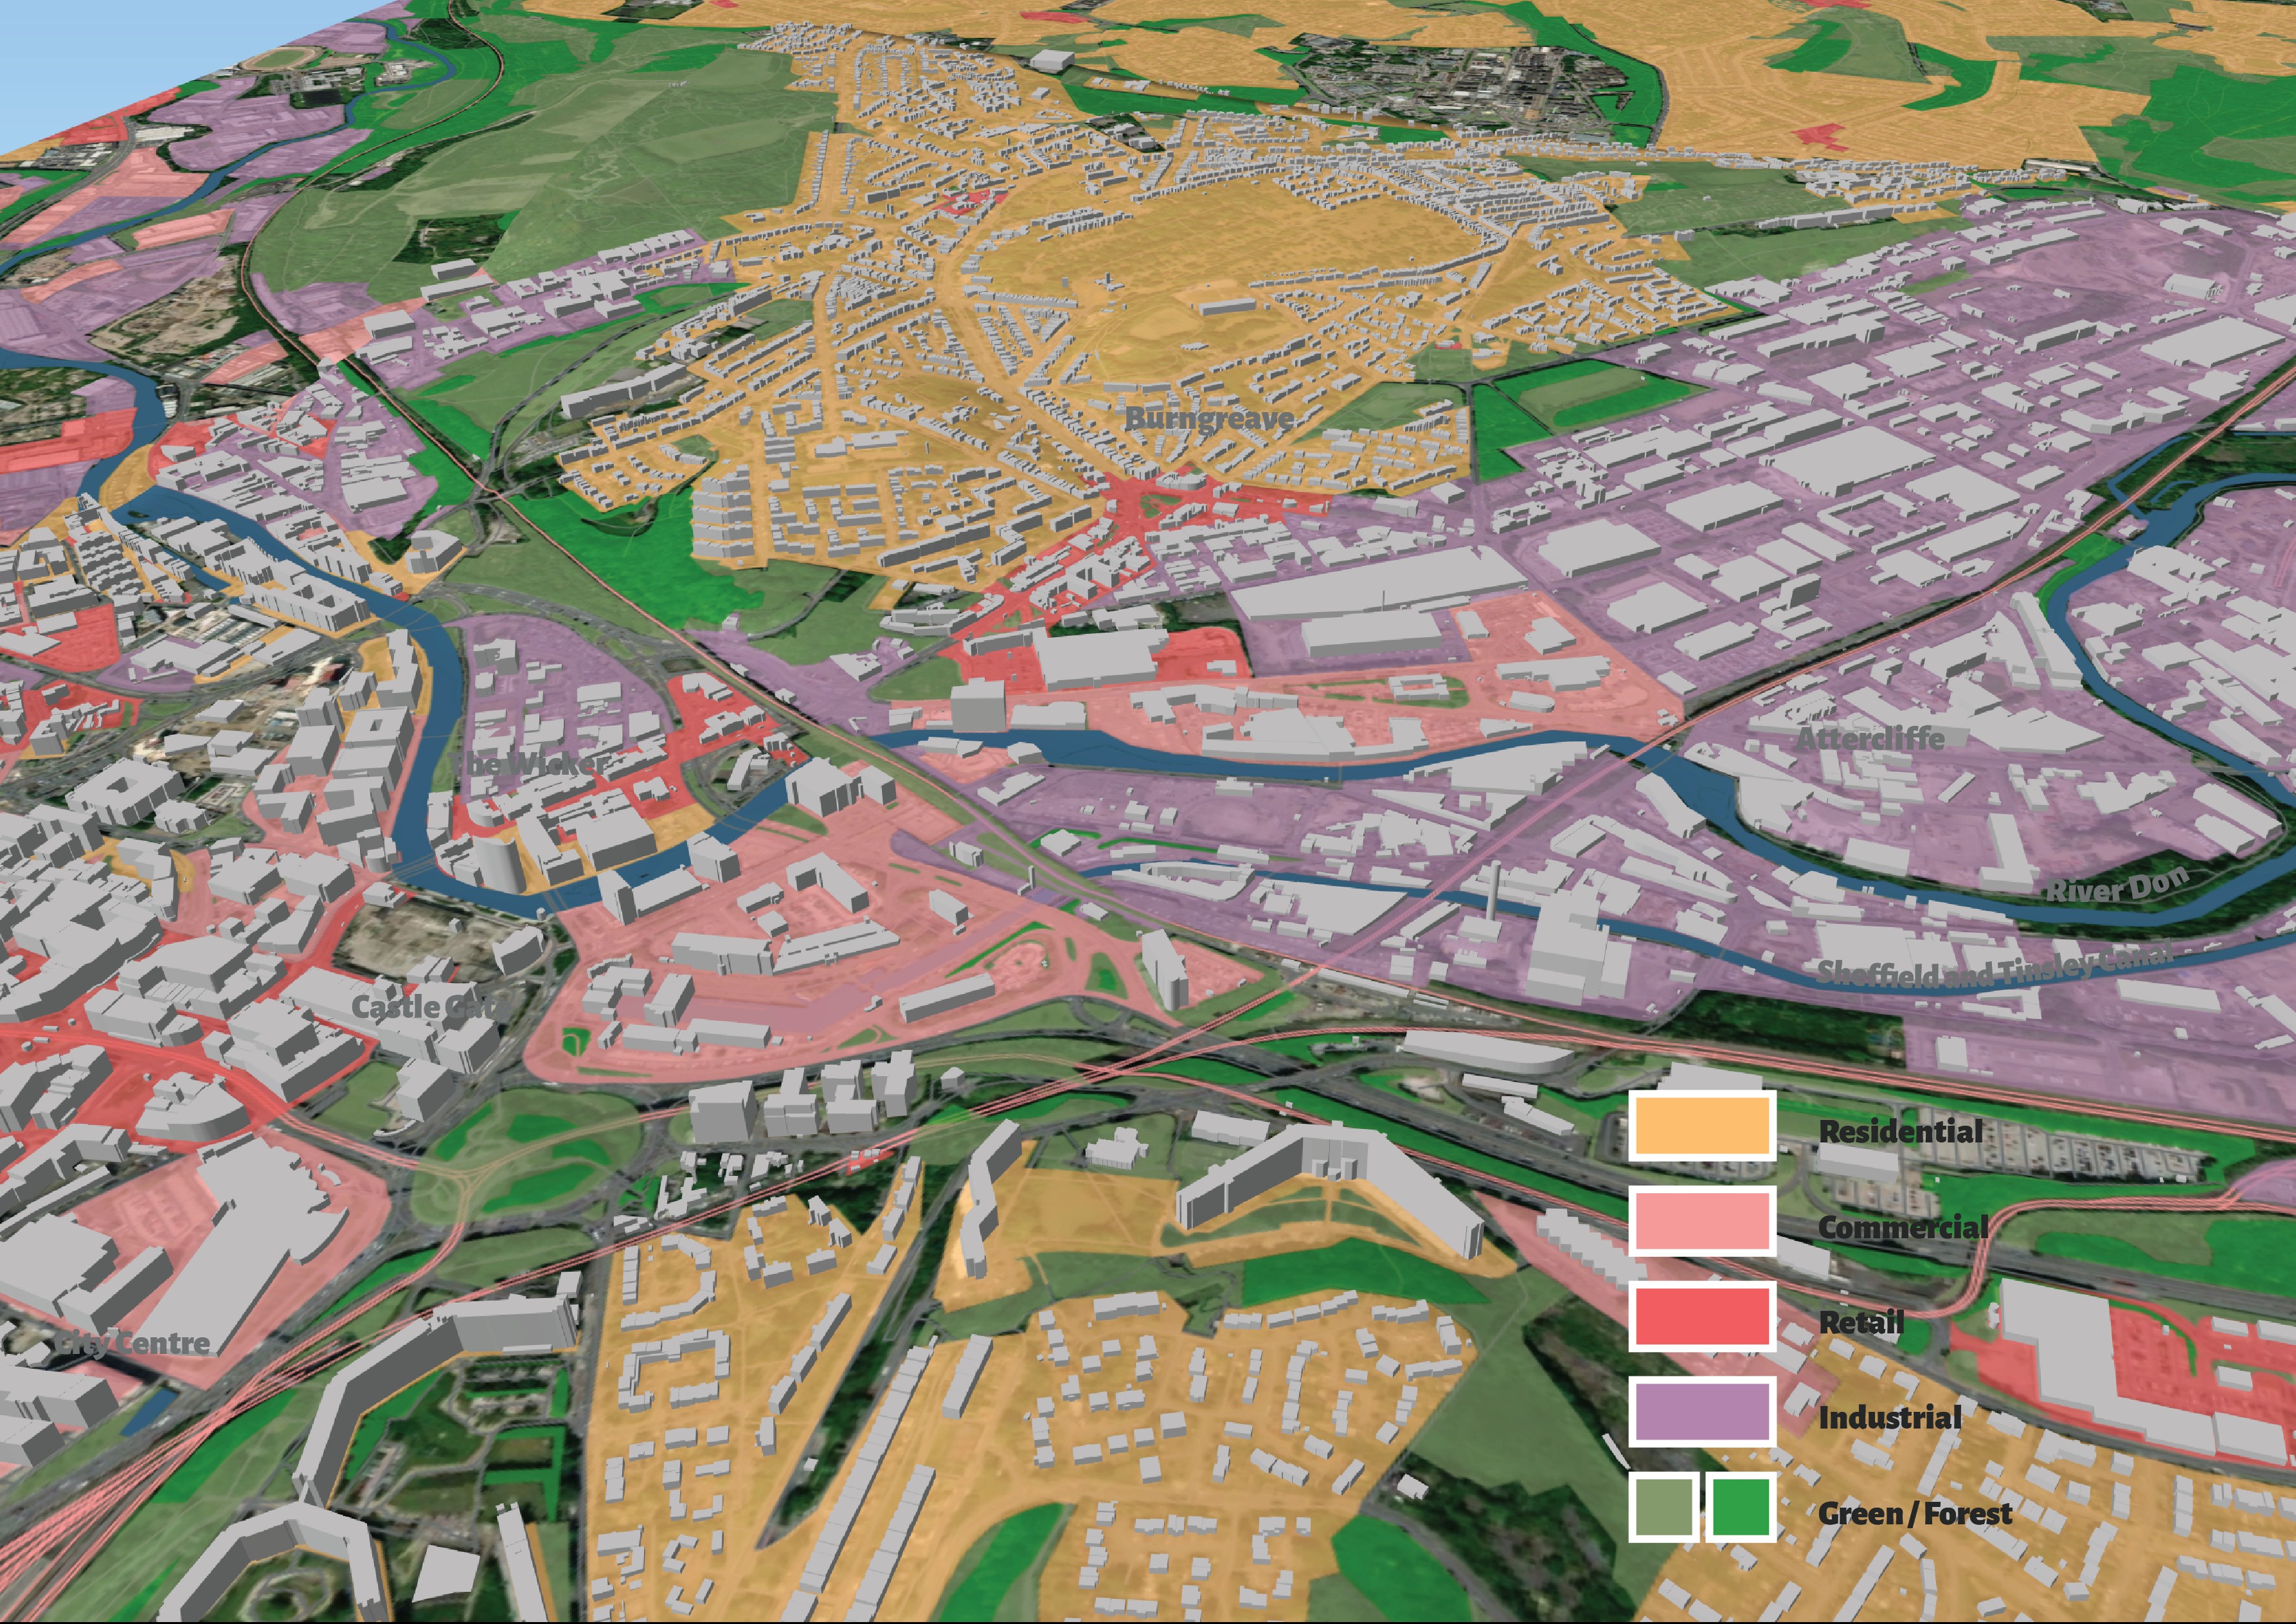 Burngreave
Attercliffe
The Wicker
River Don
Sheffield and Tinsley Canal
Castle Gate
City Centre
Residential
Commercial
Retail
Industrial
Green / Forest